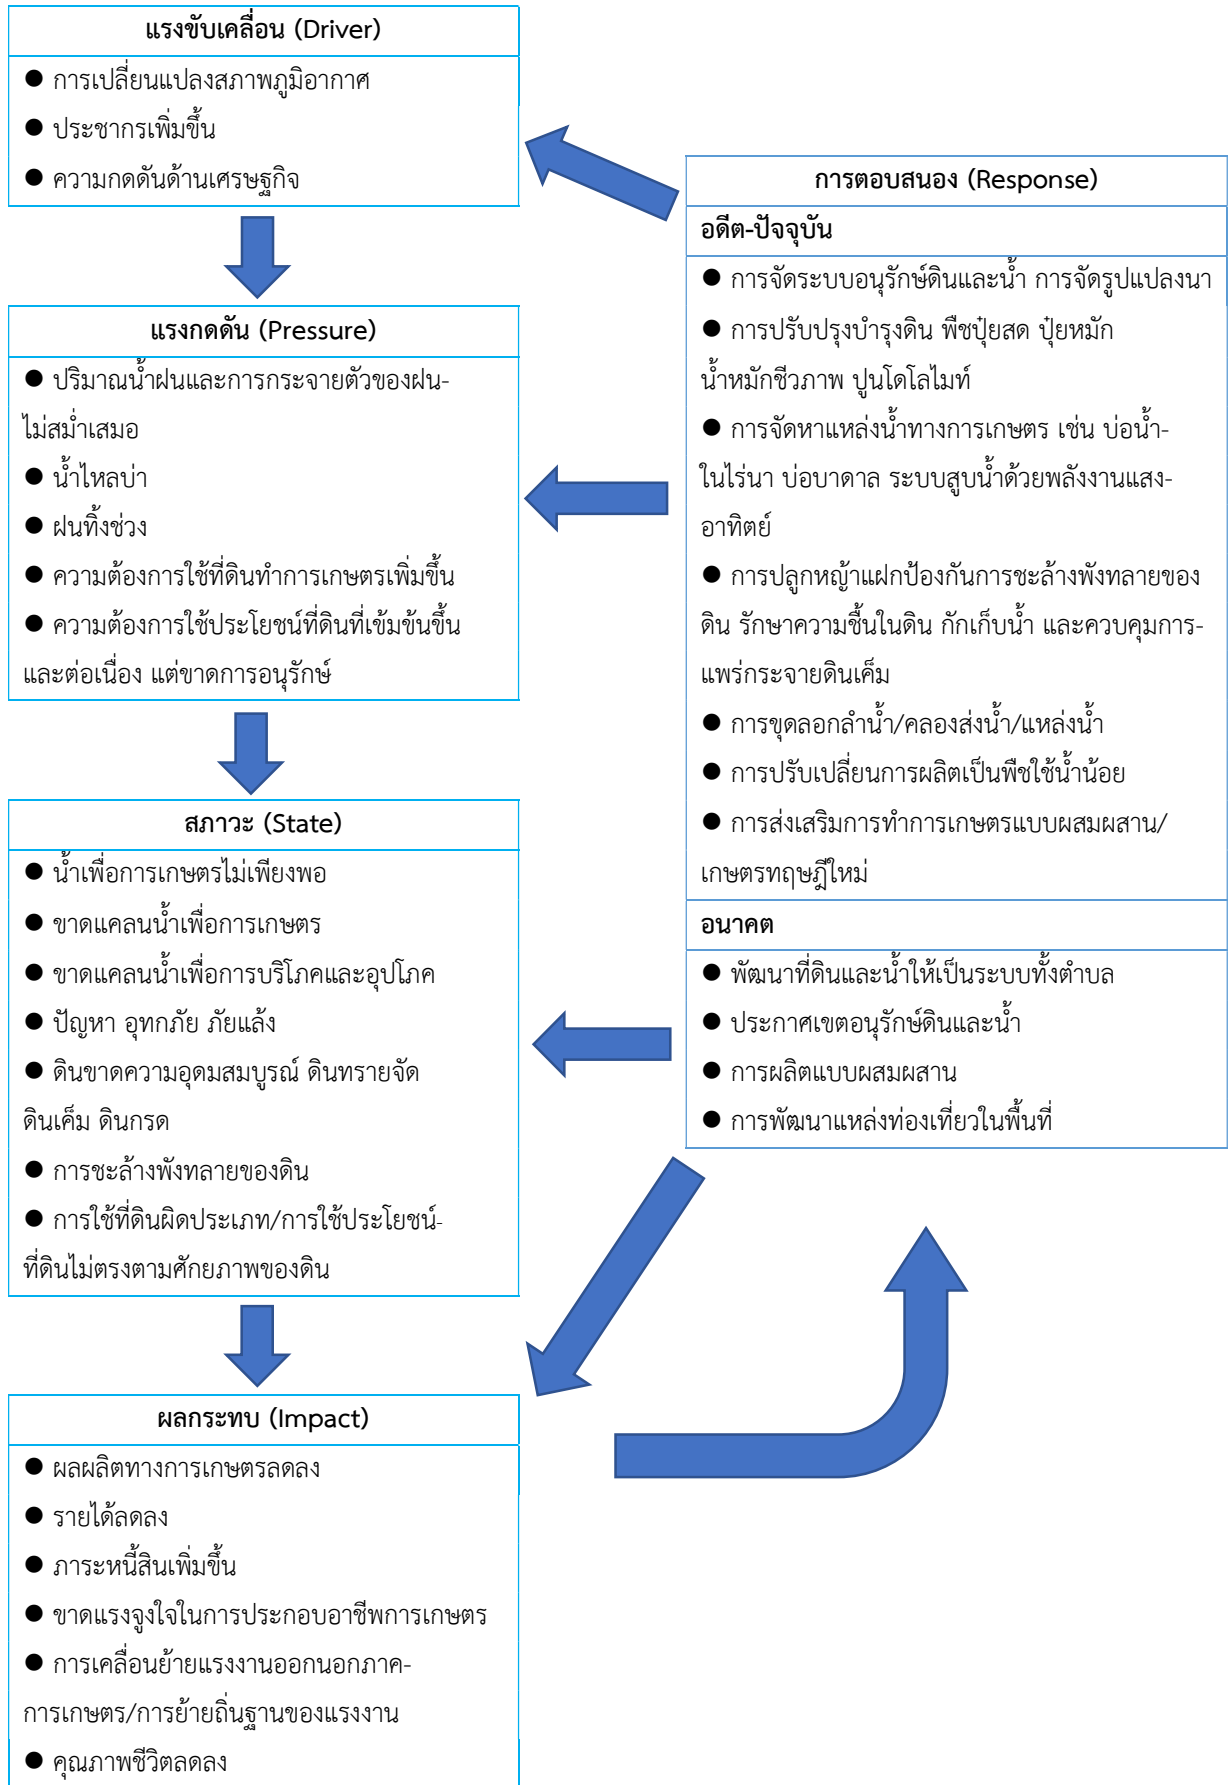 แรงขับเคลื่อน (Driver)
● การเปลี่ยนแปลงสภาพภูมิอากาศ
● ประชากรเพิ่มขึ้น
● ความกดดันด้านเศรษฐกิจ
แรงกดดัน (Pressure)
● ปริมาณน้ำฝนและการกระจายตัวของฝน-
ไม่สม่ำเสมอ
● น้ำไหลบ่า
● ฝนทิ้งช่วง
● ความต้องการใช้ที่ดินทำการเกษตรเพิ่มขึ้น
● ความต้องการใช้ประโยชน์ที่ดินที่เข้มข้นขึ้น
และต่อเนื่อง แต่ขาดการอนุรักษ์
สภาวะ (State)
● น้ำเพื่อการเกษตรไม่เพียงพอ
● ขาดแคลนน้ำเพื่อการเกษตร
● ขาดแคลนน้ำเพื่อการบริโภคและอุปโภค
● ปัญหา อุทกภัย ภัยแล้ง
● ดินขาดความอุดมสมบูรณ์ ดินทรายจัด
ดินเค็ม ดินกรด
● การชะล้างพังทลายของดิน
● การใช้ที่ดินผิดประเภท/การใช้ประโยชน์-
ที่ดินไม่ตรงตามศักยภาพของดิน
ผลกระทบ (Impact)
● ผลผลิตทางการเกษตรลดลง
● รายได้ลดลง
● ภาระหนี้สินเพิ่มขึ้น
● ขาดแรงจูงใจในการประกอบอาชีพการเกษตร
● การเคลื่อนย้ายแรงงานออกนอกภาค-
การเกษตร/การย้ายถิ่นฐานของแรงงาน
● คุณภาพชีวิตลดลง
การตอบสนอง (Response)
อดีต-ปัจจุบัน
● การจัดระบบอนุรักษ์ดินและน้ำ การจัดรูปแปลงนา
● การปรับปรุงบำรุงดิน พืชปุ๋ยสด ปุ๋ยหมัก
น้ำหมักชีวภาพ ปูนโดโลไมท์
● การจัดหาแหล่งน้ำทางการเกษตร เช่น บ่อน้ำ-
ในไร่นา บ่อบาดาล ระบบสูบน้ำด้วยพลังงานแสง-
อาทิตย์
● การปลูกหญ้าแฝกป้องกันการชะล้างพังทลายของ
ดิน รักษาความชื้นในดิน กักเก็บน้ำ และควบคุมการ-
แพร่กระจายดินเค็ม
● การขุดลอกลำน้ำ/คลองส่งน้ำ/แหล่งน้ำ
● การปรับเปลี่ยนการผลิตเป็นพืชใช้น้ำน้อย
● การส่งเสริมการทำการเกษตรแบบผสมผสาน/
เกษตรทฤษฎีใหม่
อนาคต
● พัฒนาที่ดินและน้ำให้เป็นระบบทั้งตำบล
● ประกาศเขตอนุรักษ์ดินและน้ำ
● การผลิตแบบผสมผสาน
● การพัฒนาแหล่งท่องเที่ยวในพื้นที่